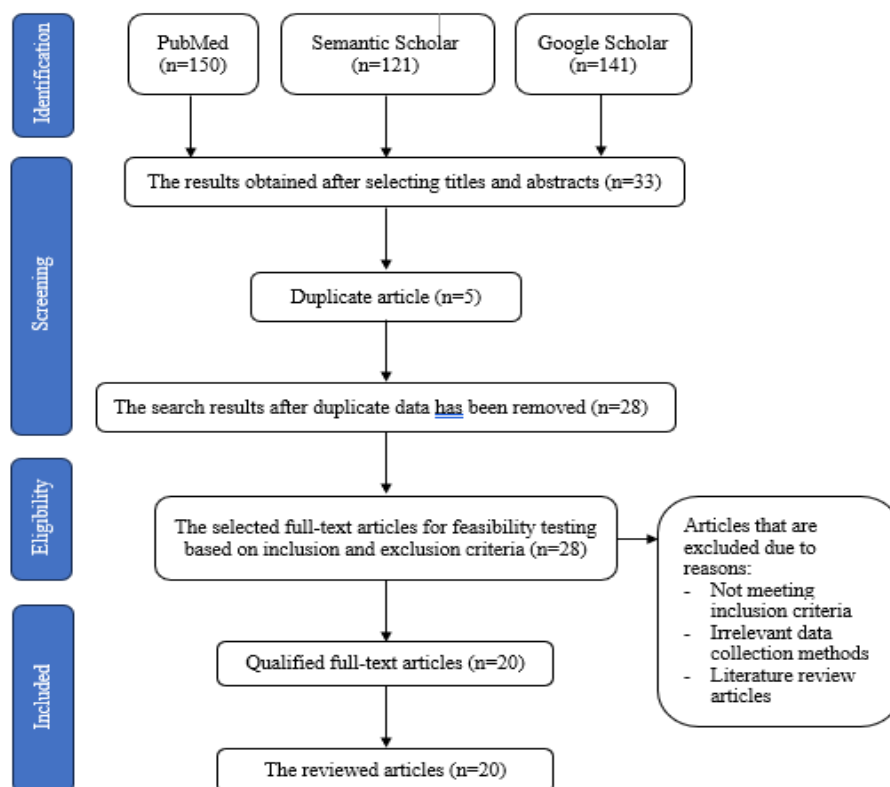 Identification
PubMed
(n=150)
Semantic Scholar
(n=121)
Google Scholar
(n=141)
Screening
The results obtained after selecting titles and abstracts (n=33)
Duplicate article (n=5)
The search results after duplicate data has been removed (n=28)
Eligibility
The selected full-text articles for feasibility testing
based on inclusion and exclusion criteria (n=28)
Articles that are
excluded due to
reasons:
- Not meeting
inclusion criteria
- Irrelevant data
collection methods
- Literature review
articles
Included
Qualified full-text articles (n=20)
The reviewed articles (n=20)